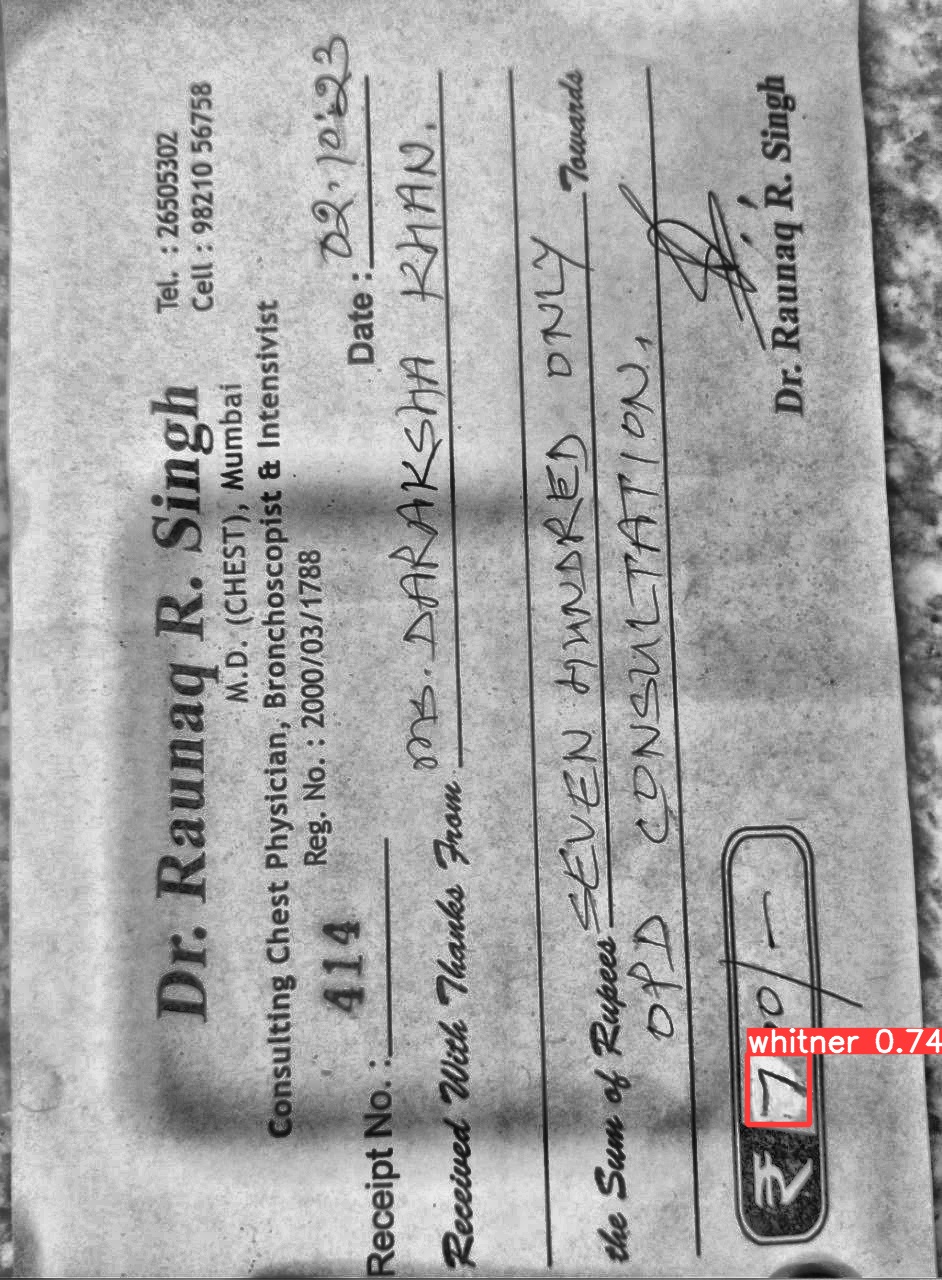 Dr. Raunaq R. Singh
M.D. (CHEST), Mumbai
Tel. : 26505302
Cell : 98210 56758
Consulting Chest Physician, Bronchoscopist & Intensivist
Reg. No. : 2000/03/1788
Receipt No. : 414
Date : 02.10.23
Received With Thanks From Ms. DARAKSHA KHAN.
the Sum of Rupees SEVEN HUNDRED ONLY Towards
OPD CONSULTATION.
₹ 700/-
whitner 0.74
Dr. Raunaq R. Singh